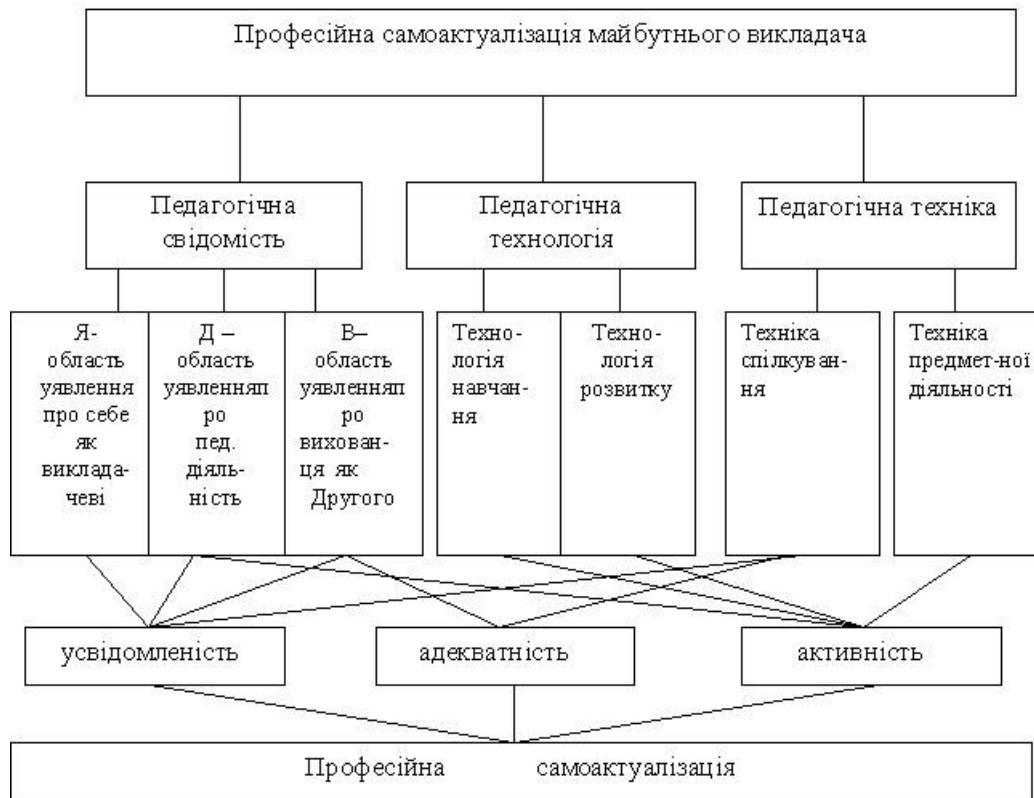 Професійна самоактуалізація майбутнього викладача
Педагогічна
свідомість
Педагогічна
технологія
Педагогічна техніка
Я-
область
уявлення
про себе
як
виклада-
чеві
Д –
область
уявленняп
ро
пед.
діяль-
ність
В–
область
уявленняп
ро
вихован-
ця як
Другого
Техно-
логія
навчан-
ня
Техно-
логія
розвитку
Техніка
спілкуван-
ня
Техніка
предмет-ної
діяльності
усвідомленість
адекватність
активність
Професійна самоактуалізація